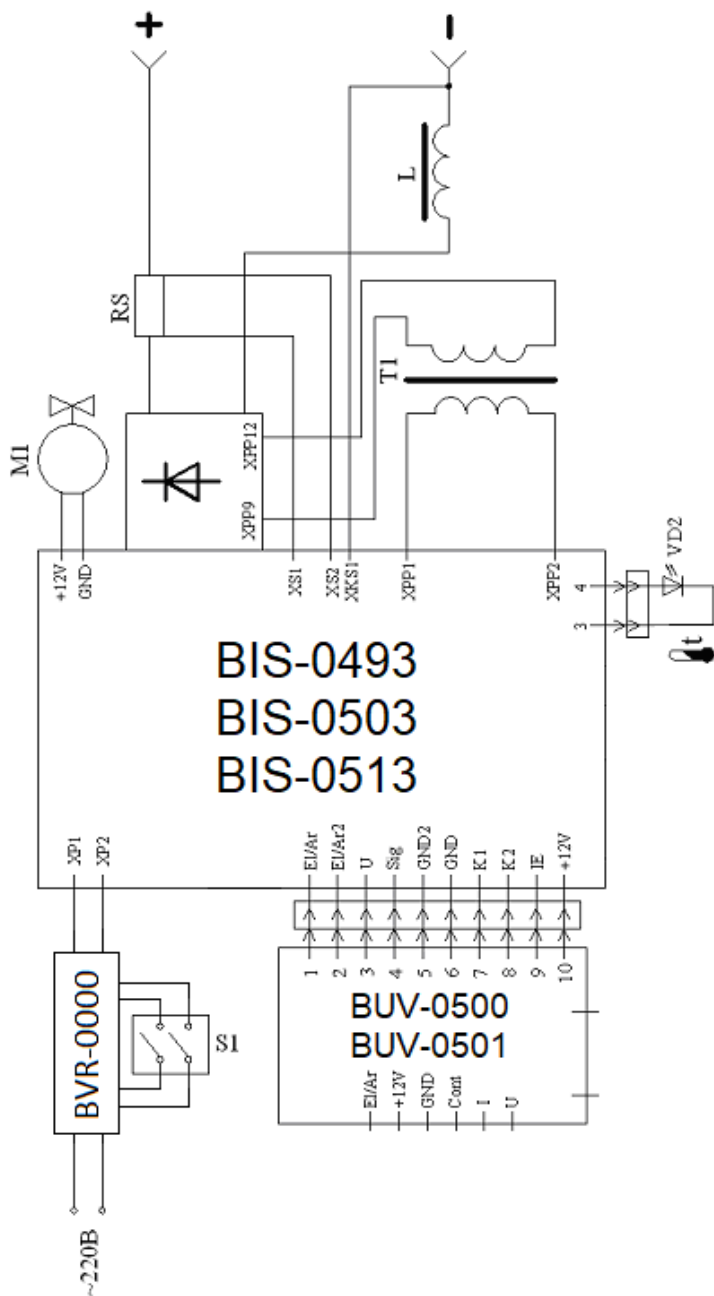 +
-
L
RS
T1
M1
XPP12
XPP9
+12V
GND
XS1
XS2
XKS1
XPP1
XPP2
4
3
VD2
t
BIS-0493
BIS-0503
BIS-0513
XP1
XP2
El/Ar
El/Ar2
U
Sig
GND2
GND
K1
K2
IE
+12V
1
2
3
4
5
6
7
8
9
10
BVR-0000
S1
BUV-0500
BUV-0501
El/Ar
+12V
GND
Cont
I
U
~220В